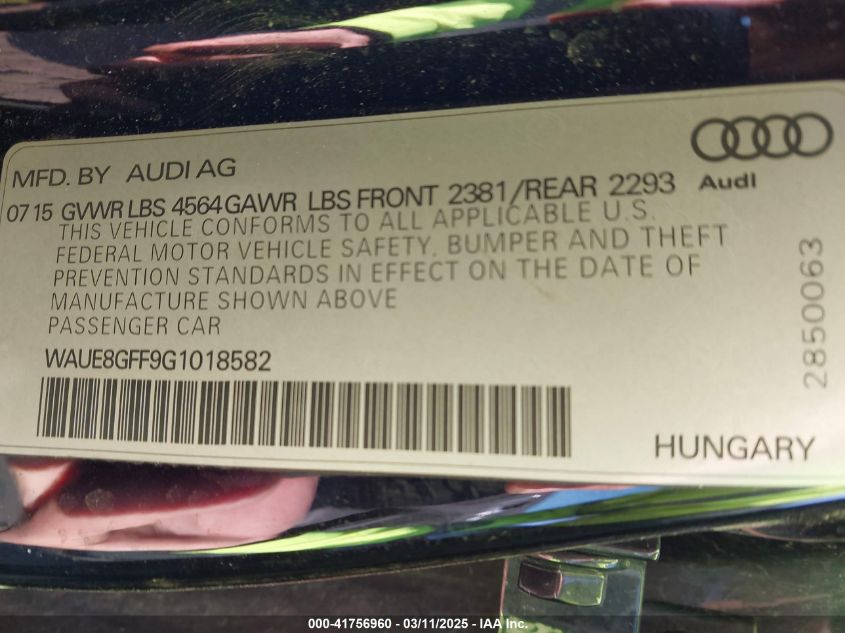 MFD. BY AUDI AG
Audi
0715 GVWR LBS 4564 GAWR LBS FRONT 2381/REAR 2293
THIS VEHICLE CONFORMS TO ALL APPLICABLE U.S.
FEDERAL MOTOR VEHICLE SAFETY, BUMPER AND THEFT
PREVENTION STANDARDS IN EFFECT ON THE DATE OF
MANUFACTURE SHOWN ABOVE
PASSENGER CAR
WAUE8GFF9G1018582
2850063
HUNGARY
000-41756960 - 03/11/2025 - IAA Inc.